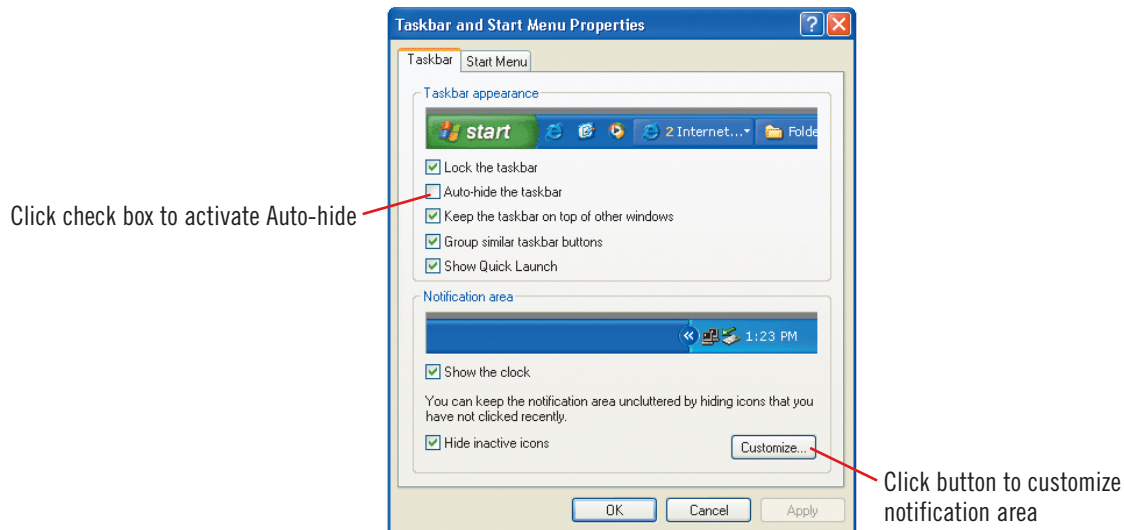 Taskbar and Start Menu Properties
Taskbar
Start Menu
Taskbar appearance
start
2 Internet...
Folde
Lock the taskbar
Auto-hide the taskbar
Click check box to activate Auto-hide
Keep the taskbar on top of other windows
Group similar taskbar buttons
Show Quick Launch
Notification area
1:23 PM
Show the clock
You can keep the notification area uncluttered by hiding icons that you
have not clicked recently.
Hide inactive icons
Customize...
Click button to customize
notification area
OK
Cancel
Apply